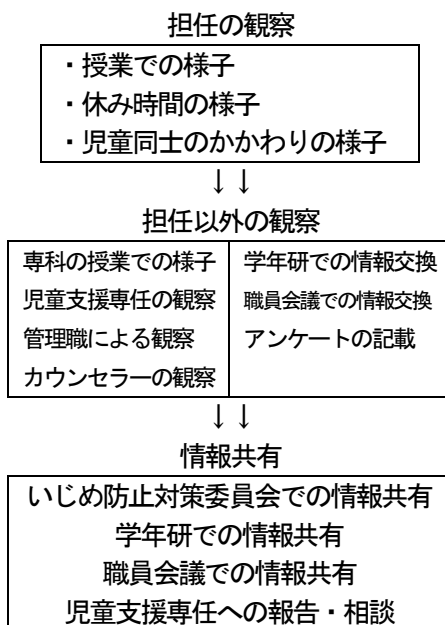 担任の観察
・授業での様子
・休み時間の様子
・児童同士のかかわりの様子
↓↓
担任以外の観察
専科の授業での様子
児童支援専任の観察
管理職による観察
カウンセラーの観察
学年研での情報交換
職員会議での情報交換
アンケートの記載
↓↓
情報共有
いじめ防止対策委員会での情報共有
学年研での情報共有
職員会議での情報共有
児童支援専任への報告・相談